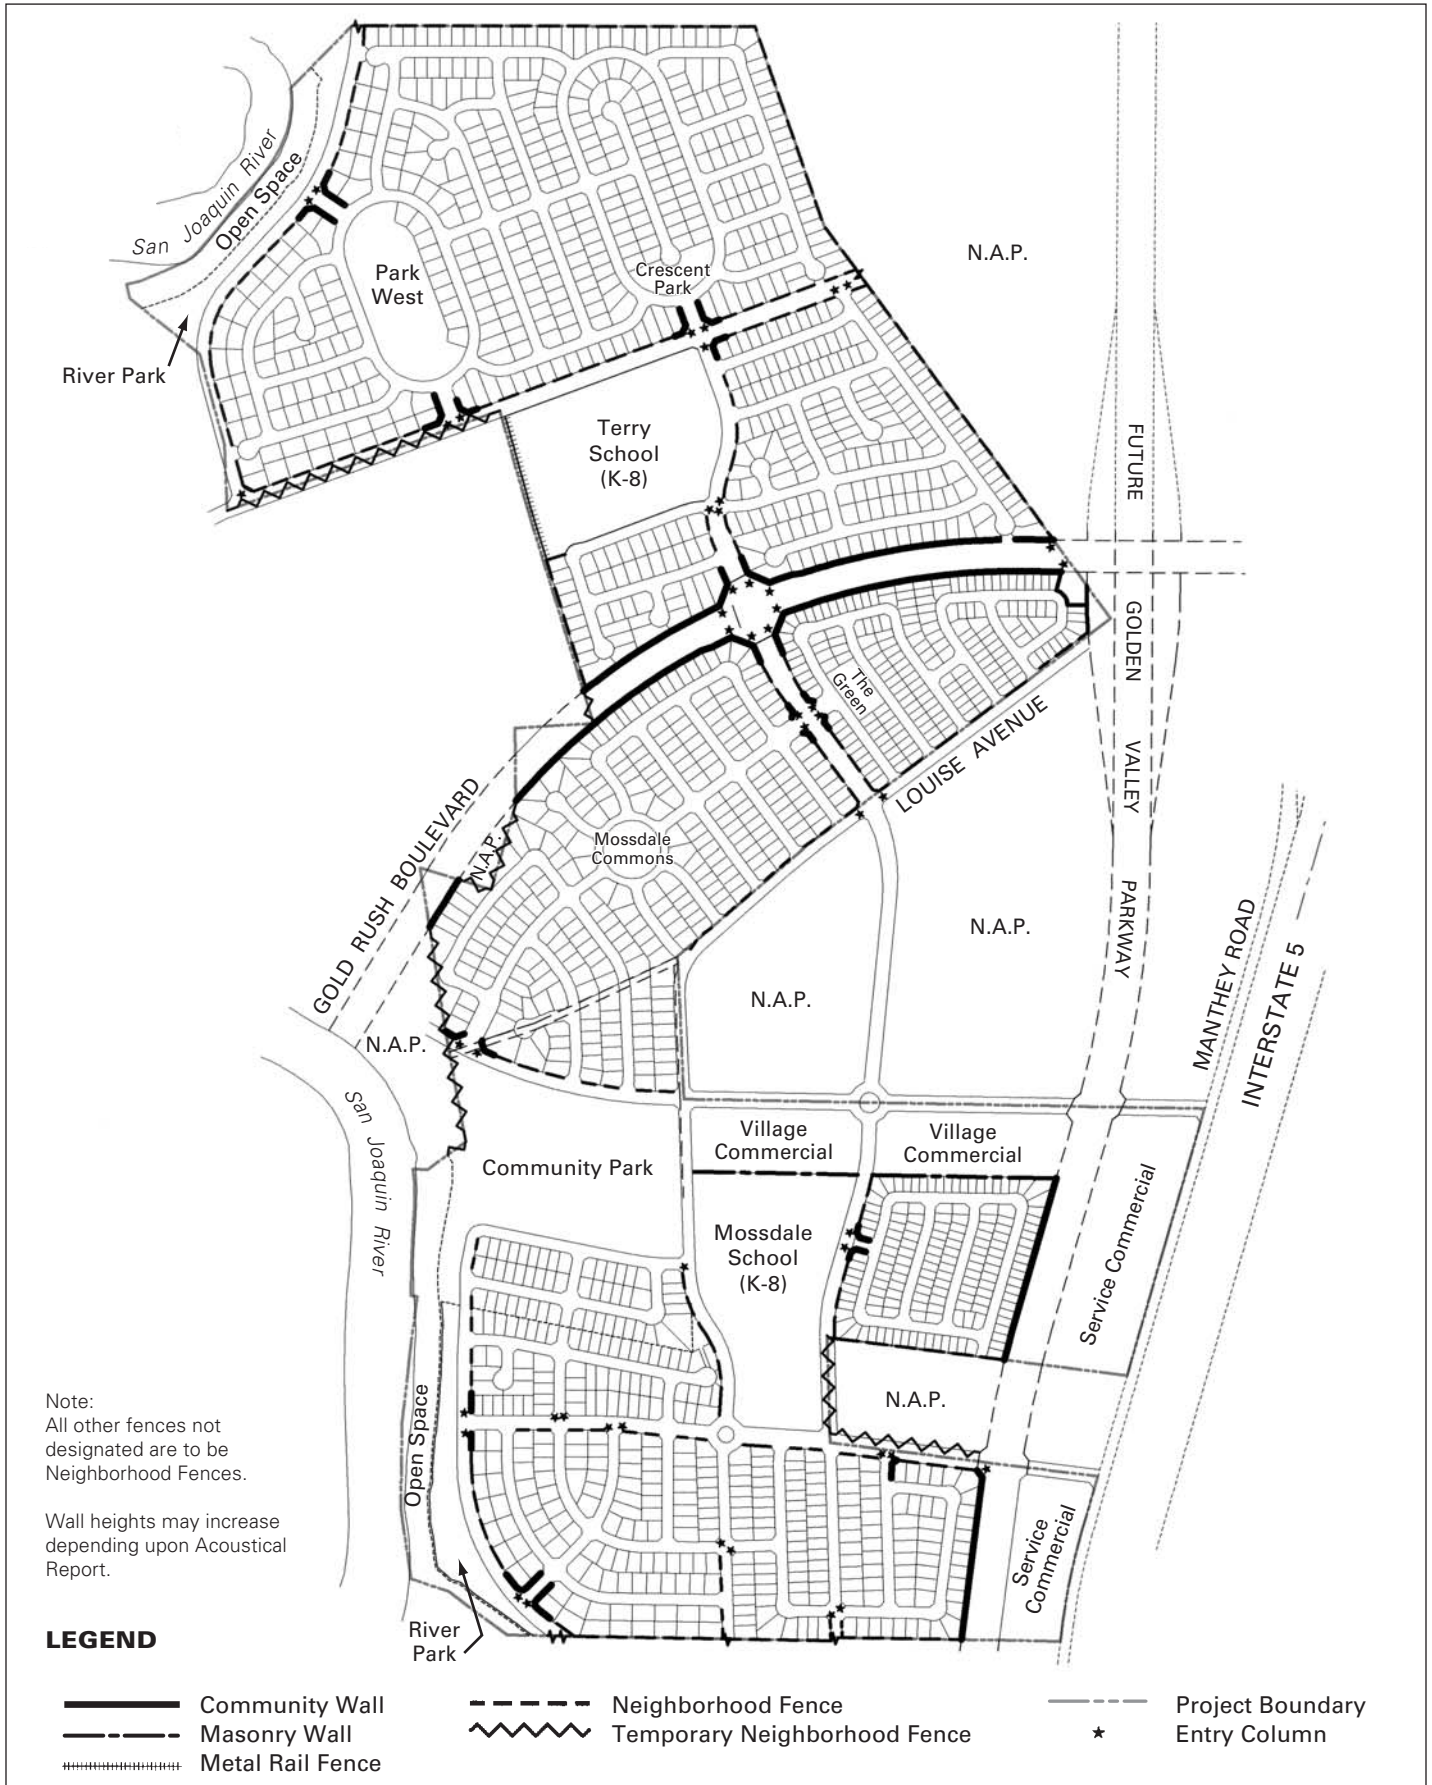 San Joaquin River
Open Space
Park
West
Crescent
Park
N.A.P.
River Park
Terry
School
(K-8)
FUTURE
GOLDEN
VALLEY
PARKWAY
The
Green
LOUISE AVENUE
GOLD RUSH BOULEVARD
N.A.P.
Mossdale
Commons
N.A.P.
N.A.P.
MANTHEY ROAD
INTERSTATE 5
N.A.P.
San Joaquin River
Village
Commercial
Village
Commercial
Community Park
Mossdale
School
(K-8)
Service Commercial
N.A.P.
Open Space
Service
Commercial
River
Park
Note:
All other fences not
designated are to be
Neighborhood Fences.
Wall heights may increase
depending upon Acoustical
Report.
LEGEND
Community Wall
Masonry Wall
Metal Rail Fence
Neighborhood Fence
Temporary Neighborhood Fence
Project Boundary
Entry Column